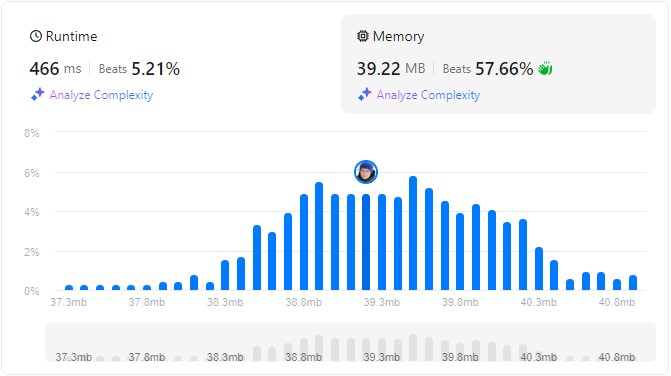 Runtime
466 ms Beats 5.21%
Analyze Complexity
Memory
39.22 MB Beats 57.66%
Analyze Complexity
8%
6%
4%
2%
0%
37.3mb 37.8mb 38.3mb 38.8mb 39.3mb 39.8mb 40.3mb 40.8mb
37.3mb 37.8mb 38.3mb 38.8mb 39.3mb 39.8mb 40.3mb 40.8mb